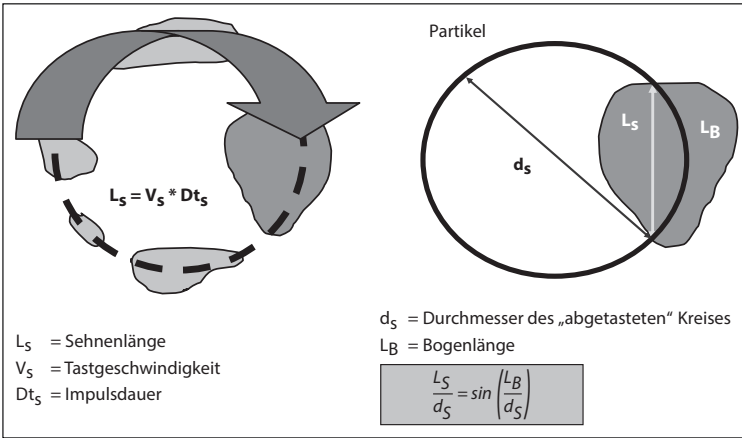 L_S = V_S * Dt_S
L_S = Sehnenlänge
V_S = Tastgeschwindigkeit
Dt_S = Impulsdauer
Partikel
L_S
L_B
d_S
d_S = Durchmesser des „abgetasteten” Kreises
L_B = Bogenlänge
L_S/d_S = sin (L_B/d_S)